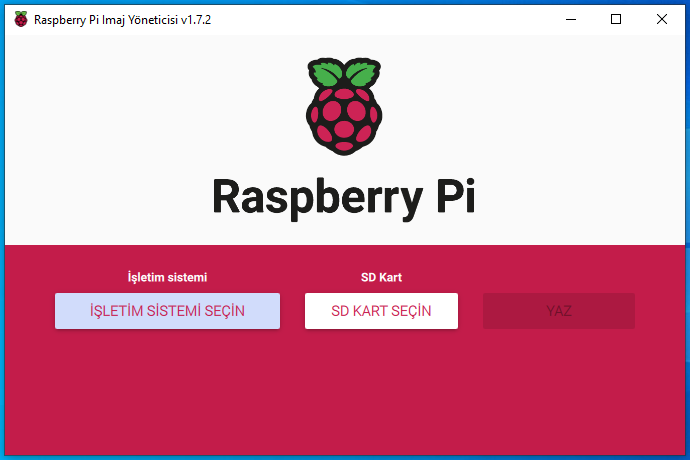 Raspberry Pi Imaj Yöneticisi v1.7.2
Raspberry Pi
İşletim sistemi
SD Kart
İŞLETİM SİSTEMİ SEÇİN
SD KART SEÇİN
YAZ